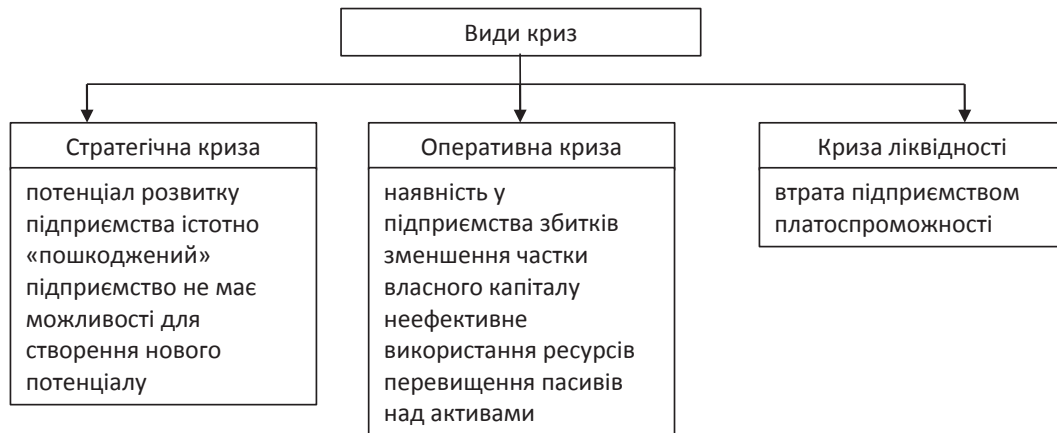 Види криз
Стратегічна криза
потенціал розвитку
підприємства істотно
«пошкоджений»
підприємство не має
можливості для
створення нового
потенціалу
Оперативна криза
наявність у
підприємства збитків
зменшення частки
власного капіталу
неефективне
використання ресурсів
перевищення пасивів
над активами
Криза ліквідності
втрата підприємством
платоспроможності